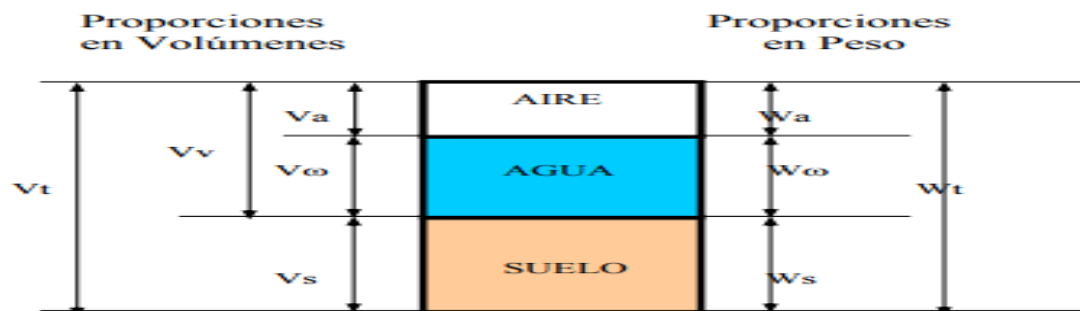 Proporciones
en Volúmenes
Proporciones
en Peso
AIRE
Va
Wa
Vv
Vω
AGUA
Wω
Vt
Wt
Vs
SUELO
Ws